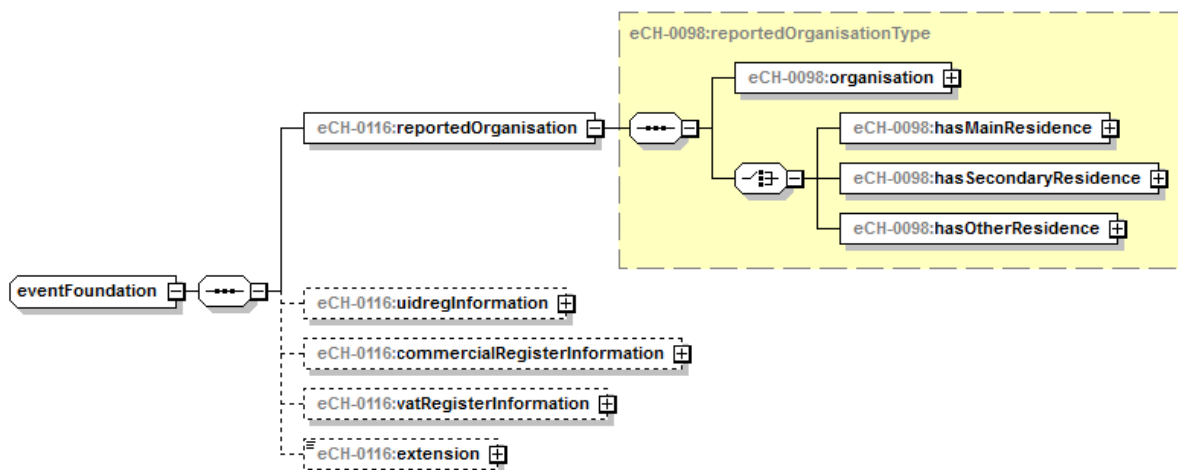 eCH-0098:reportedOrganisationType
eCH-0098:organisation
eCH-0116:reportedOrganisation
eCH-0098:hasMainResidence
eCH-0098:hasSecondaryResidence
eCH-0098:hasOtherResidence
eventFoundation
eCH-0116:uidregInformation
eCH-0116:commercialRegisterInformation
eCH-0116:vatRegisterInformation
eCH-0116:extension